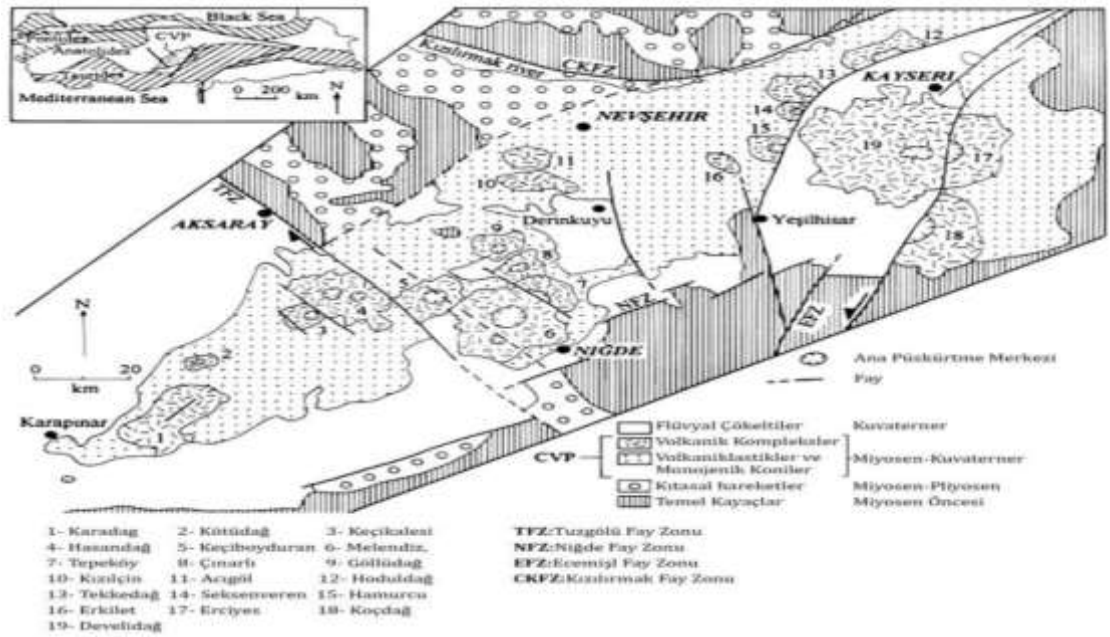 Black Sea
CVP
Anatolides
Taurides
Mediterranean Sea
0 200
km
N
Kızılırmak river
CKFZ
12
13
KAYSERI
14
15
NEVŞEHIR
19
17
11
16
10
TFZ
Derinkuyu
Yeşilhisar
AKSARAY
9
8
18
5
7
NFZ
4
3
6
EFZ
N
NIĞDE
2
0 20
km
Karapınar
1
Ana Püskürtme Merkezi
Fay
Flüvyal Çökeltiler Kuvaterner
Volkanik Kompleksler
CVP
Volkaniklastikler ve
Monojenik Koniler
Miyosen-Kuvaterner
Kıtasal hareketler Miyosen-Pliyosen
Temel Kayaçlar Miyosen Öncesi
1- Karadag 2- Kötüdağ 3- Keçikalesi
4- Hasandağ 5- Keçiboyduran 6- Melendiz,
7- Tepeköy 8- Çınarlı 9- Göllüdağ
10- Kızılçin 11- Acıgöl 12- Hoduldağ
13- Tekkedağ 14- Seksenveren 15- Hamurcu
16- Erkilet 17- Erciyes 18- Koçdağ
19- Develidağ
TFZ:Tuzgölü Fay Zonu
NFZ:Niğde Fay Zonu
EFZ:Ecemişl Fay Zonu
CKFZ:Kızılırmak Fay Zonu